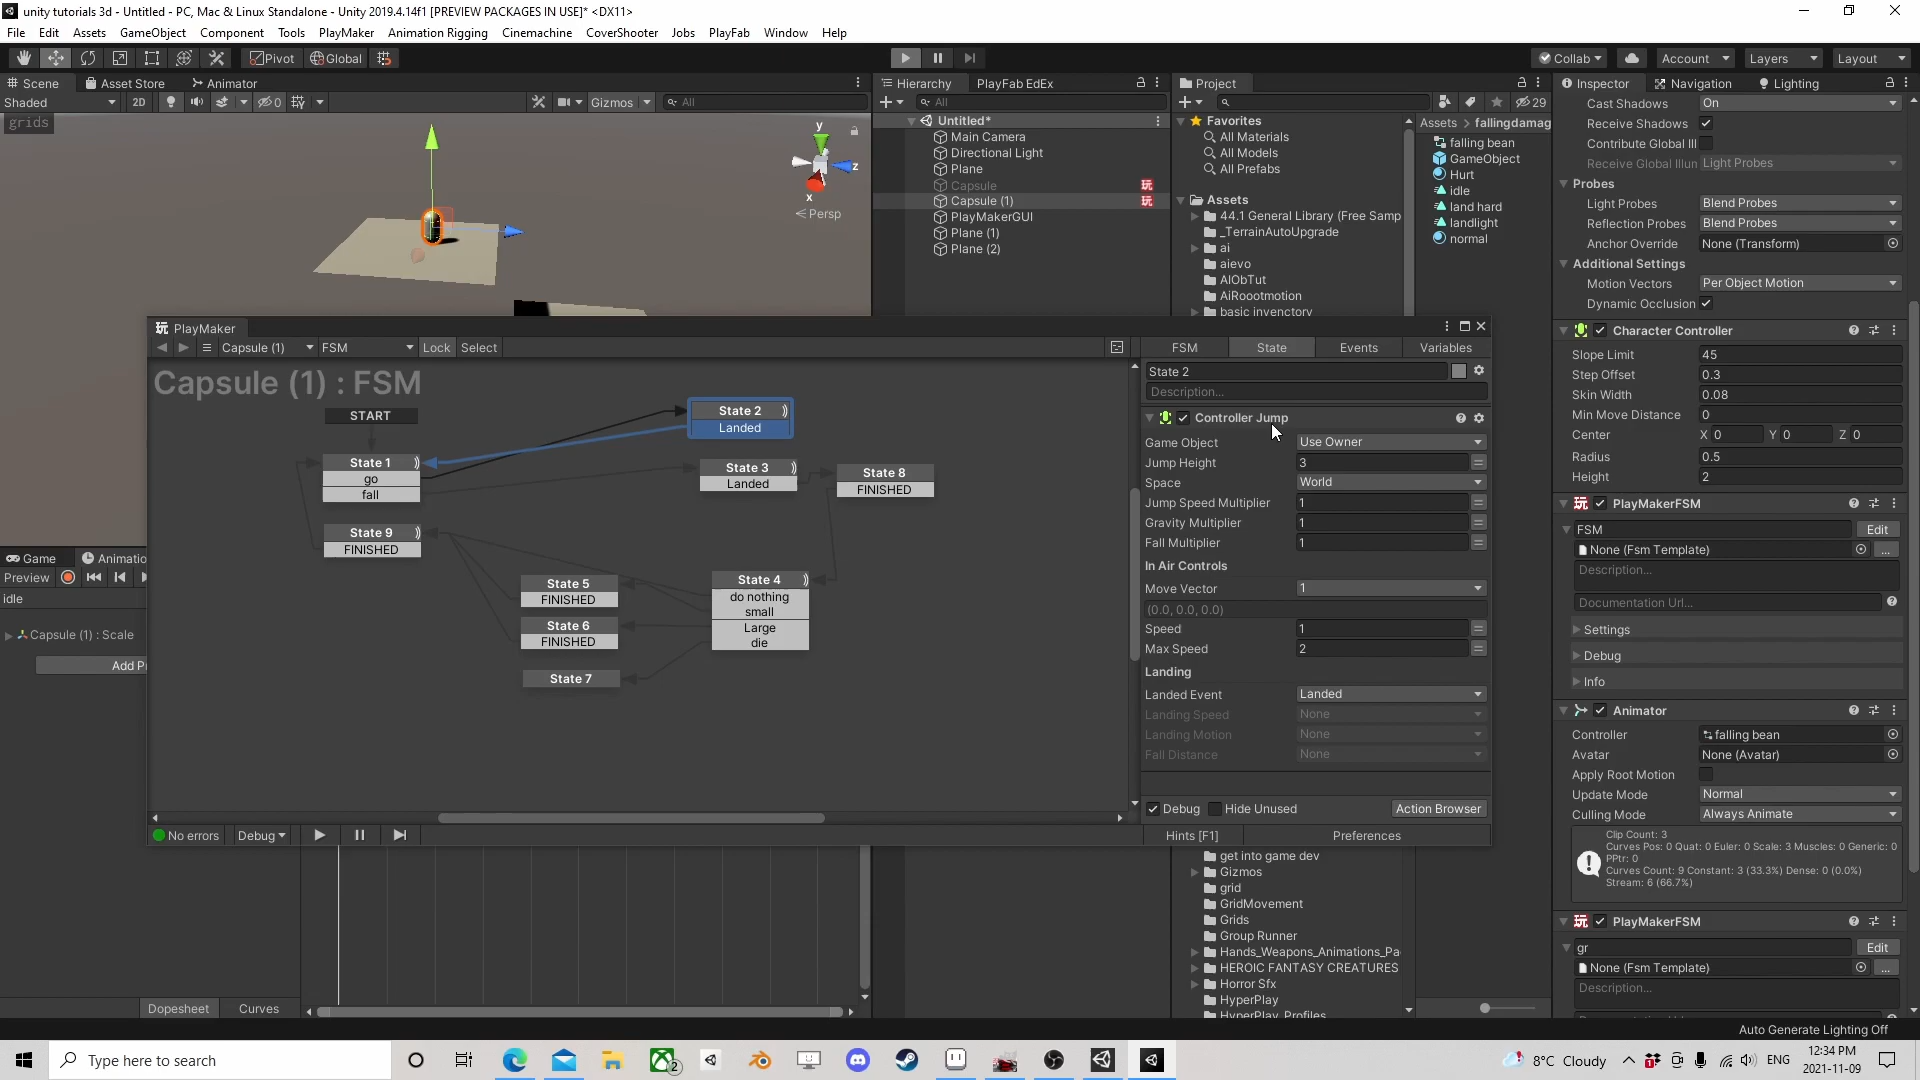 unity tutorials 3d - Untitled - PC, Mac & Linux Standalone - Unity 2019.4.14f1 [PREVIEW PACKAGES IN USE]* <DX11>
File Edit Assets GameObject Component Tools PlayMaker Animation Rigging Cinemachine CoverShooter Jobs PlayFab Window Help
Pivot Global Collab Account Layers Layout
Scene Asset Store Animator
Shaded 2D 0 Gizmos All
grids
y
z
x
Persp
Hierarchy PlayFab EdEx
All
Untitled*
Main Camera
Directional Light
Plane
Capsule
Capsule (1)
PlayMakerGUI
Plane (1)
Plane (2)
Project
29
Favorites
All Materials
All Models
All Prefabs
Assets
44.1 General Library (Free Samp
_TerrainAutoUpgrade
ai
aievo
AIObTut
AiRoootmotion
basic invenctory
Assets > fallingdamag
falling bean
GameObject
Hurt
idle
land hard
landlight
normal
Inspector Navigation Lighting
Cast Shadows On
Receive Shadows
Contribute Global Ill
Receive Global Illun Light Probes
Probes
Light Probes Blend Probes
Reflection Probes Blend Probes
Anchor Override None (Transform)
Additional Settings
Motion Vectors Per Object Motion
Dynamic Occlusion
Character Controller
Slope Limit 45
Step Offset 0.3
Skin Width 0.08
Min Move Distance 0
Center X 0 Y 0 Z 0
Radius 0.5
Height 2
PlayMakerFSM
FSM Edit
None (Fsm Template) ...
Description...
Documentation Url...
Settings
Debug
Info
Animator
Controller falling bean
Avatar None (Avatar)
Apply Root Motion
Update Mode Normal
Culling Mode Always Animate
Clip Count: 3
Curves Pos: 0 Quat: 0 Euler: 0 Scale: 3 Muscles: 0 Generic: 0
PPtr: 0
Curves Count: 9 Constant: 3 (33.3%) Dense: 0 (0.0%)
Stream: 6 (66.7%)
PlayMakerFSM
gr Edit
None (Fsm Template) ...
Description...
Auto Generate Lighting Off
PlayMaker
Capsule (1) FSM Lock Select
Capsule (1) : FSM
START
State 1
go
fall
State 9
FINISHED
State 2
Landed
State 3
Landed
State 8
FINISHED
State 5
FINISHED
State 6
FINISHED
State 7
State 4
do nothing
small
Large
die
No errors Debug
FSM State Events Variables
State 2
Description...
Controller Jump
Game Object Use Owner
Jump Height 3
Space World
Jump Speed Multiplier 1
Gravity Multiplier 1
Fall Multiplier 1
In Air Controls
Move Vector 1
(0.0, 0.0, 0.0)
Speed 1
Max Speed 2
Landing
Landed Event Landed
Landing Speed None
Landing Motion None
Fall Distance None
Debug Hide Unused Action Browser
Hints [F1] Preferences
Game Animatio
Preview
idle
Capsule (1) : Scale
Add Pr
Dopesheet Curves
get into game dev
Gizmos
grid
GridMovement
Grids
Group Runner
Hands_Weapons_Animations_Pa
HEROIC FANTASY CREATURES
Horror Sfx
HyperPlay
HyperPlay_Profiles
Type here to search
2
8°C Cloudy
ENG
12:34 PM
2021-11-09